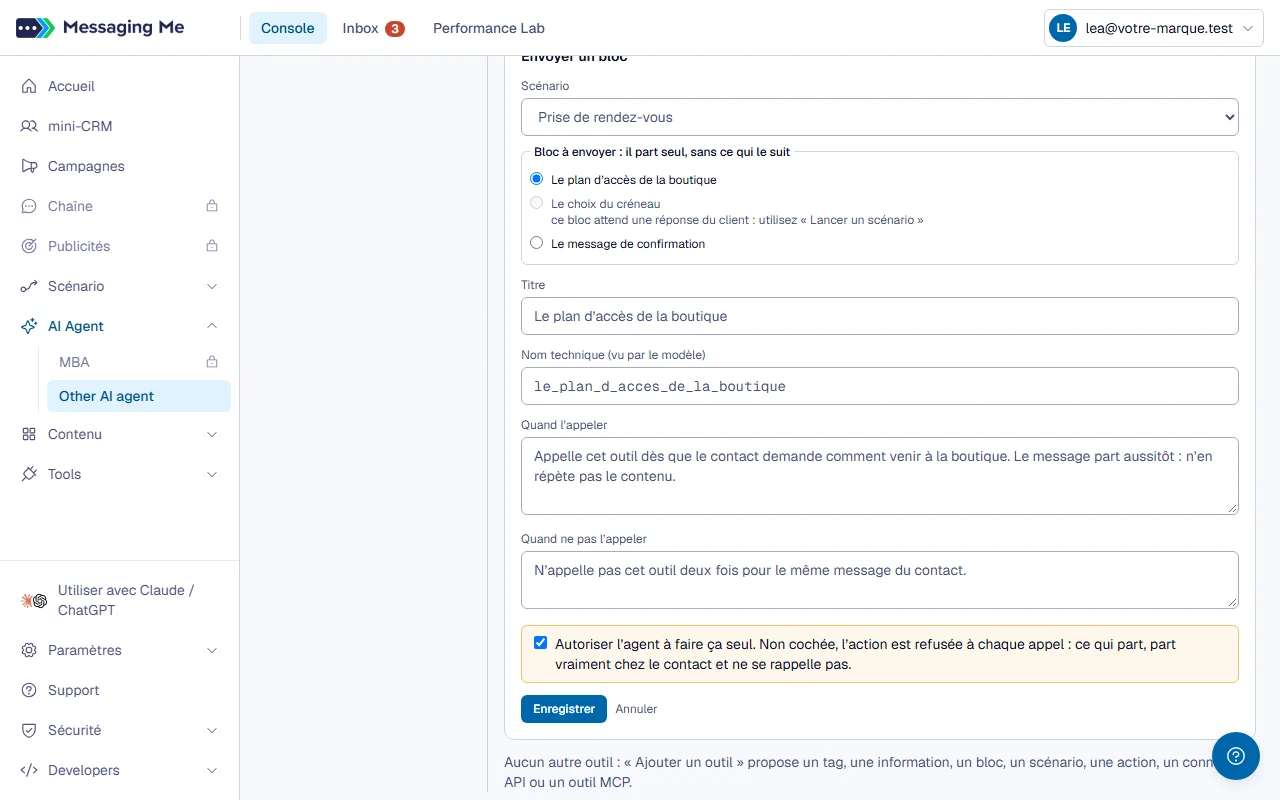 Messaging Me
Console
Inbox 3
Performance Lab
LE
lea@votre-marque.test
Accueil
mini-CRM
Campagnes
Chaîne
Publicités
Scénario
AI Agent
MBA
Other AI agent
Contenu
Tools
Utiliser avec Claude /
ChatGPT
Paramètres
Support
Sécurité
Developers
Envoyer un bloc
Scénario
Prise de rendez-vous
Bloc à envoyer : il part seul, sans ce qui le suit
Le plan d'accès de la boutique
Le choix du créneau
ce bloc attend une réponse du client : utilisez « Lancer un scénario »
Le message de confirmation
Titre
Le plan d'accès de la boutique
Nom technique (vu par le modèle)
le_plan_d_acces_de_la_boutique
Quand l'appeler
Appelle cet outil dès que le contact demande comment venir à la boutique. Le message part aussitôt : n'en
répète pas le contenu.
Quand ne pas l'appeler
N'appelle pas cet outil deux fois pour le même message du contact.
Autoriser l'agent à faire ça seul. Non cochée, l'action est refusée à chaque appel : ce qui part, part
vraiment chez le contact et ne se rappelle pas.
Enregistrer
Annuler
Aucun autre outil : « Ajouter un outil » propose un tag, une information, un bloc, un scénario, une action, un conn
API ou un outil MCP.